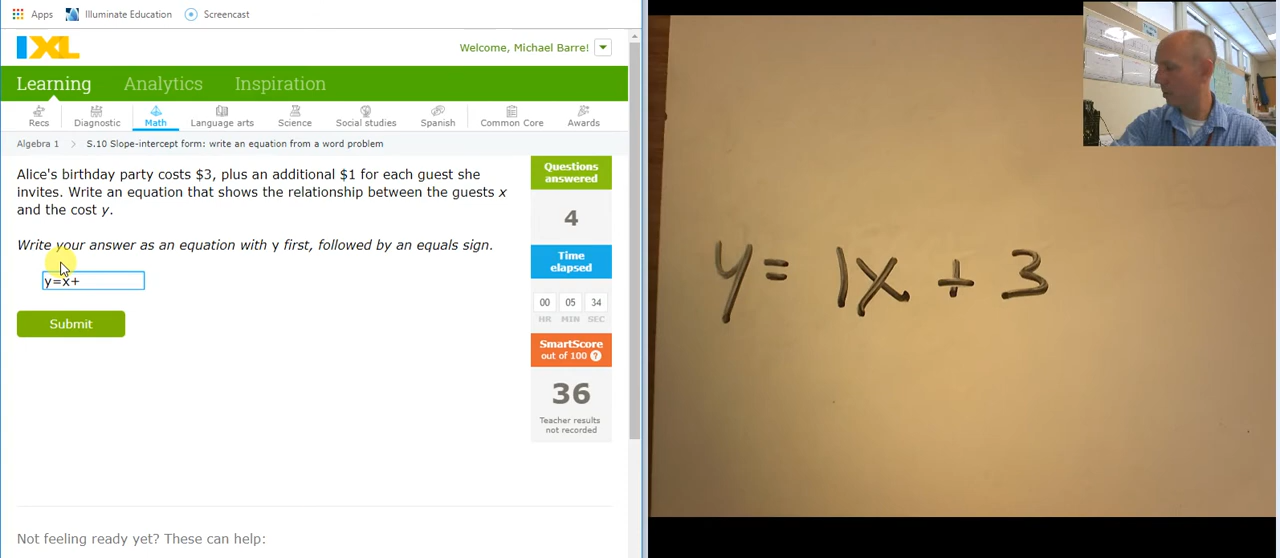 Apps Illuminate Education Screencast
IXL
Welcome, Michael Barre!
Learning Analytics Inspiration
Recs Diagnostic Math Language arts Science Social studies Spanish Common Core Awards
Algebra 1 > S.10 Slope-intercept form: write an equation from a word problem
Alice's birthday party costs $3, plus an additional $1 for each guest she
invites. Write an equation that shows the relationship between the guests x
and the cost y.
Write your answer as an equation with y first, followed by an equals sign.
y=x+
Submit
Questions
answered
4
Time
elapsed
00 05 34
HR MIN SEC
SmartScore
out of 100 ?
36
Teacher results
not recorded
Not feeling ready yet? These can help:
y = 1x + 3